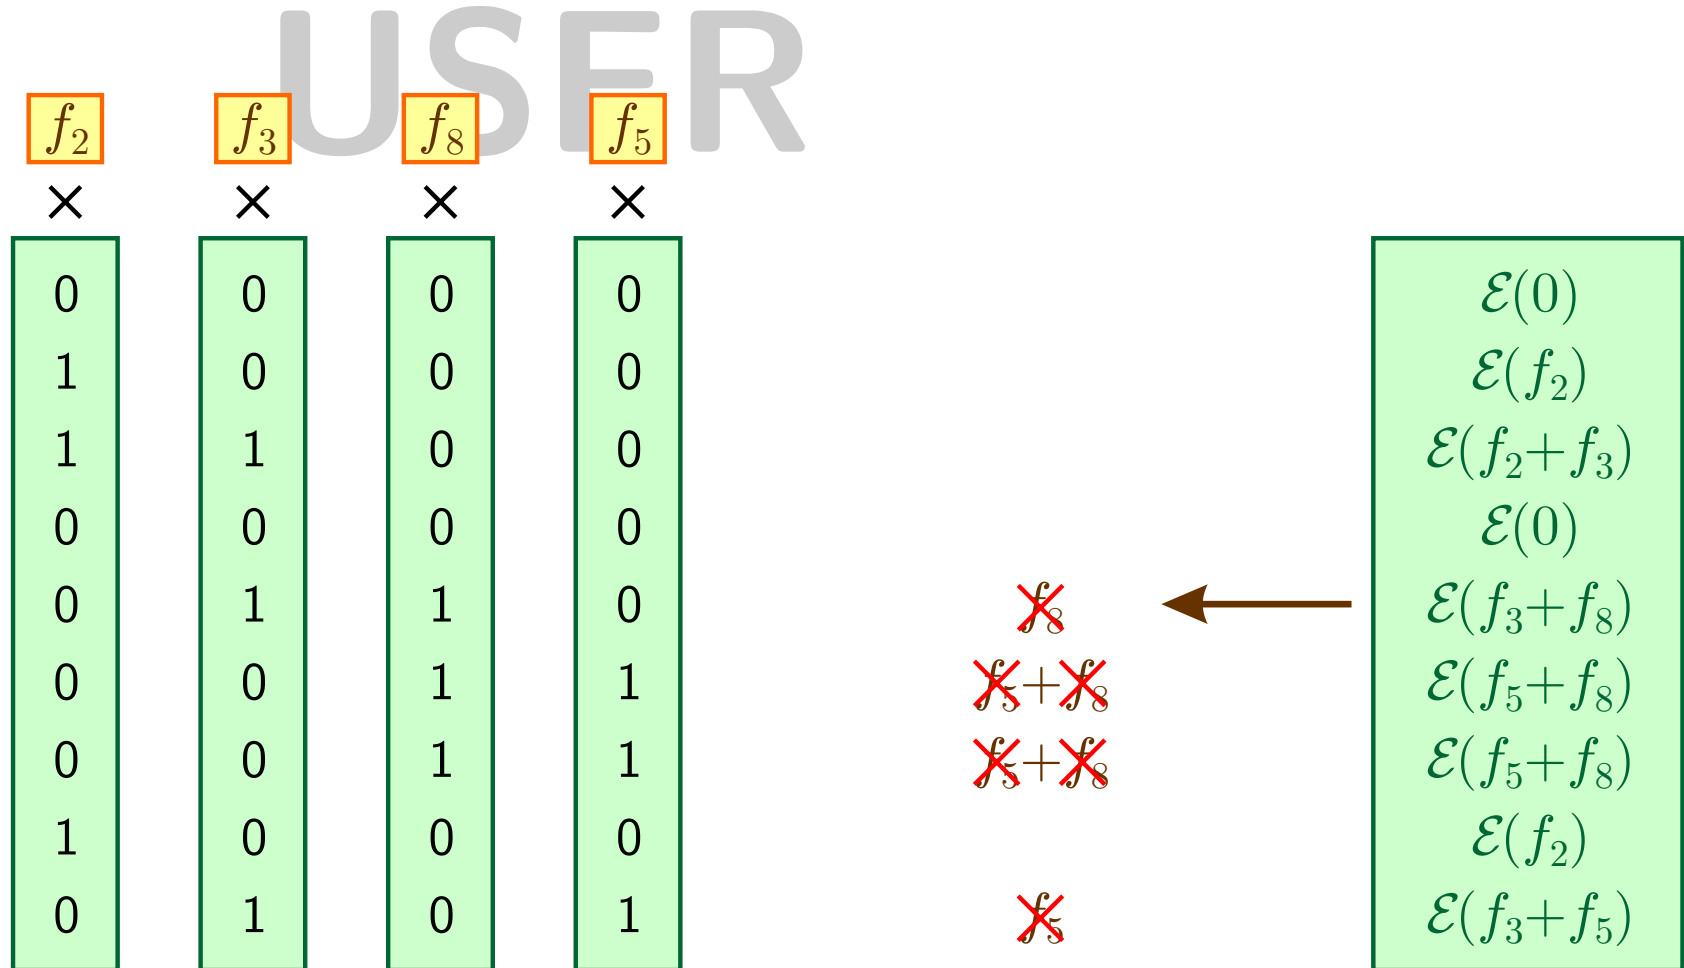 USER
f₂ f₃ f₈ f₅
× × × ×
0 0 0 0 ℰ(0)
1 0 0 0 ℰ(f₂)
1 1 0 0 ℰ(f₂+f₃)
0 0 0 0 ℰ(0)
0 1 1 0 f₈ ℰ(f₃+f₈)
0 0 1 1 f₅+f₈ ℰ(f₅+f₈)
0 0 1 1 f₅+f₈ ℰ(f₅+f₈)
1 0 0 0 ℰ(f₂)
0 1 0 1 f₅ ℰ(f₃+f₅)